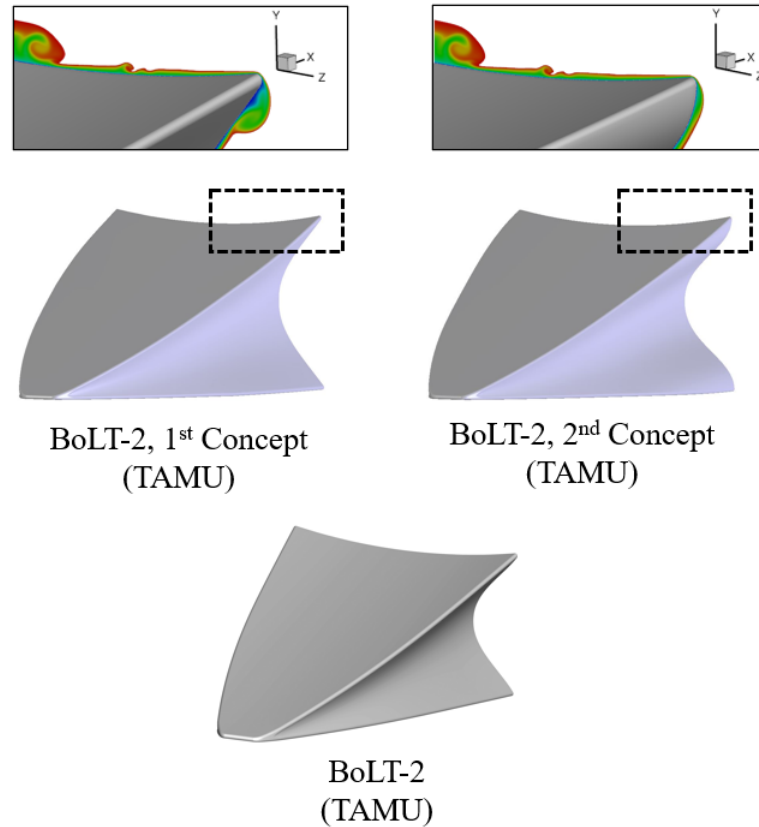 Y
X
Z
Y
X
Z
BoLT-2, 1st Concept
(TAMU)
BoLT-2, 2nd Concept
(TAMU)
BoLT-2
(TAMU)